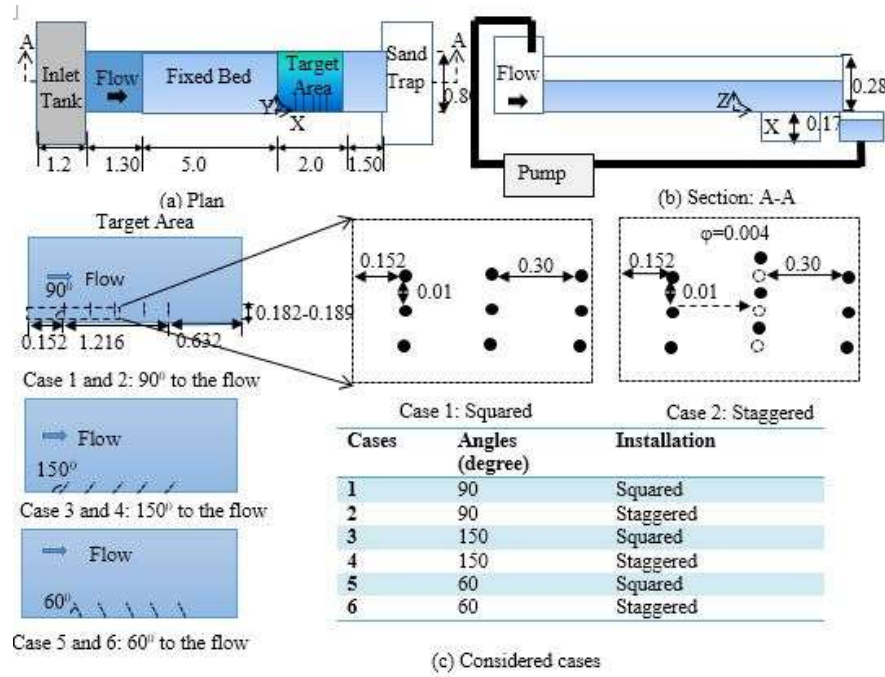 A
A
Inlet
Tank
Flow
Fixed Bed
Target
Area
Sand
Trap
Y
X
1.2
1.30
5.0
2.0
1.50
(a) Plan
Flow
Z
X
0.28
0.17
Pump
(b) Section: A-A
Target Area
Flow
90⁰
0.182-0.189
0.152
1.216
0.632
Case 1 and 2: 90⁰ to the flow
0.152
0.30
0.01
Case 1: Squared
φ=0.004
0.152
0.30
0.01
Case 2: Staggered
Flow
150⁰
Case 3 and 4: 150⁰ to the flow
Flow
60⁰
Case 5 and 6: 60⁰ to the flow
Cases Angles Installation
(degree)
1 90 Squared
2 90 Staggered
3 150 Squared
4 150 Staggered
5 60 Squared
6 60 Staggered
(c) Considered cases